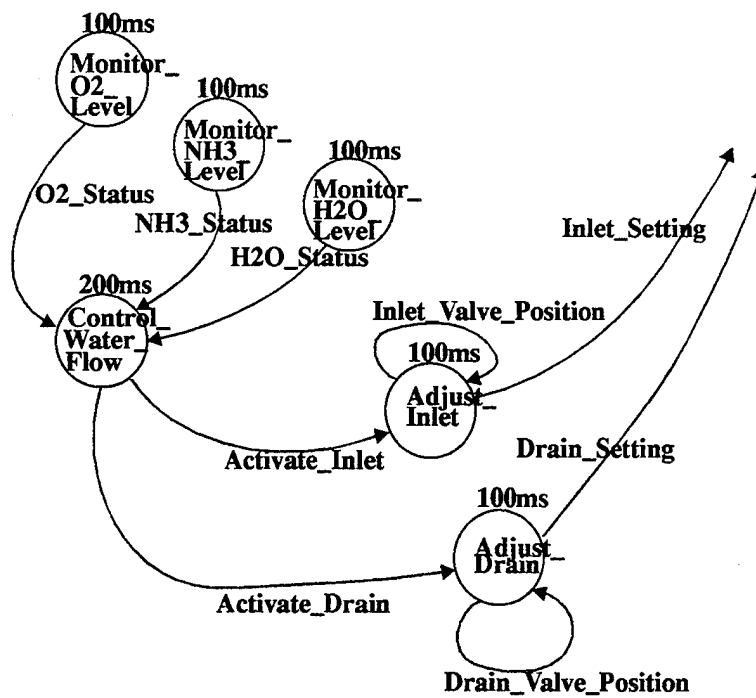 100ms
Monitor_
O2_
Level
100ms
Monitor_
NH3_
Level
100ms
Monitor_
H2O_
Level
O2_Status
NH3_Status
H2O_Status
Inlet_Setting
200ms
Control_
Water_
Flow
Inlet_Valve_Position
100ms
Adjust_
Inlet
Activate_Inlet
Drain_Setting
100ms
Adjust_
Drain
Activate_Drain
Drain_Valve_Position